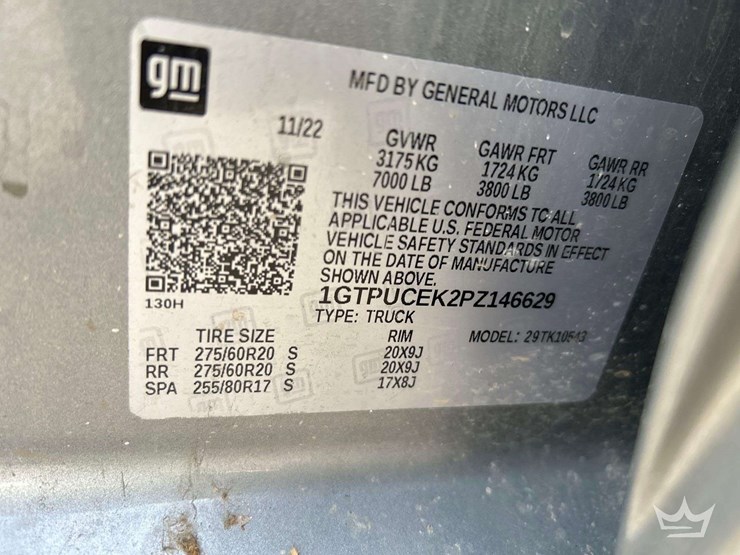 gm
MFD BY GENERAL MOTORS LLC
11/22
GVWR GAWR FRT GAWR RR
3175 KG 1724 KG 1724 KG
7000 LB 3800 LB 3800 LB
THIS VEHICLE CONFORMS TO ALL
APPLICABLE U.S. FEDERAL MOTOR
VEHICLE SAFETY STANDARDS IN EFFECT
ON THE DATE OF MANUFACTURE
SHOWN ABOVE.
130H
1GTPUCEK2PZ146629
TYPE: TRUCK
TIRE SIZE RIM MODEL: 29TK10543
FRT 275/60R20 S 20X9J
RR 275/60R20 S 20X9J
SPA 255/80R17 S 17X8J